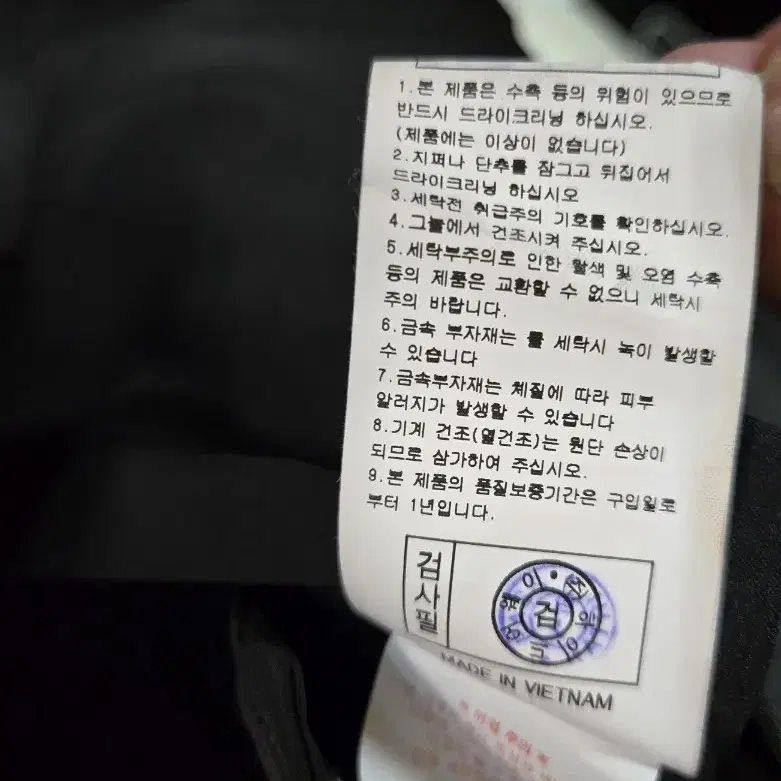 1.본 제품은 수축 등의 위험이 있으므로
반드시 드라이크리닝 하십시오.
(제품에는 이상이 없습니다)
2.지퍼나 단추를 잠그고 뒤집어서
드라이크리닝 하십시오
3.세탁전 취급주의 기호를 확인하십시오.
4.그늘에서 건조시켜 주십시오.
5.세탁부주의로 인한 탈색 및 오염 수축
등의 제품은 교환할 수 없으니 세탁시
주의 바랍니다.
6.금속 부자재는 물 세탁시 녹이 발생할
수 있습니다
7.금속부자재는 체질에 따라 피부
알러지가 발생할 수 있습니다
8.기계 건조(열건조)는 원단 손상이
되므로 삼가하여 주십시오.
9.본 제품의 품질보증기간은 구입일로
부터 1년입니다.
검사필
검
MADE IN VIETNAM